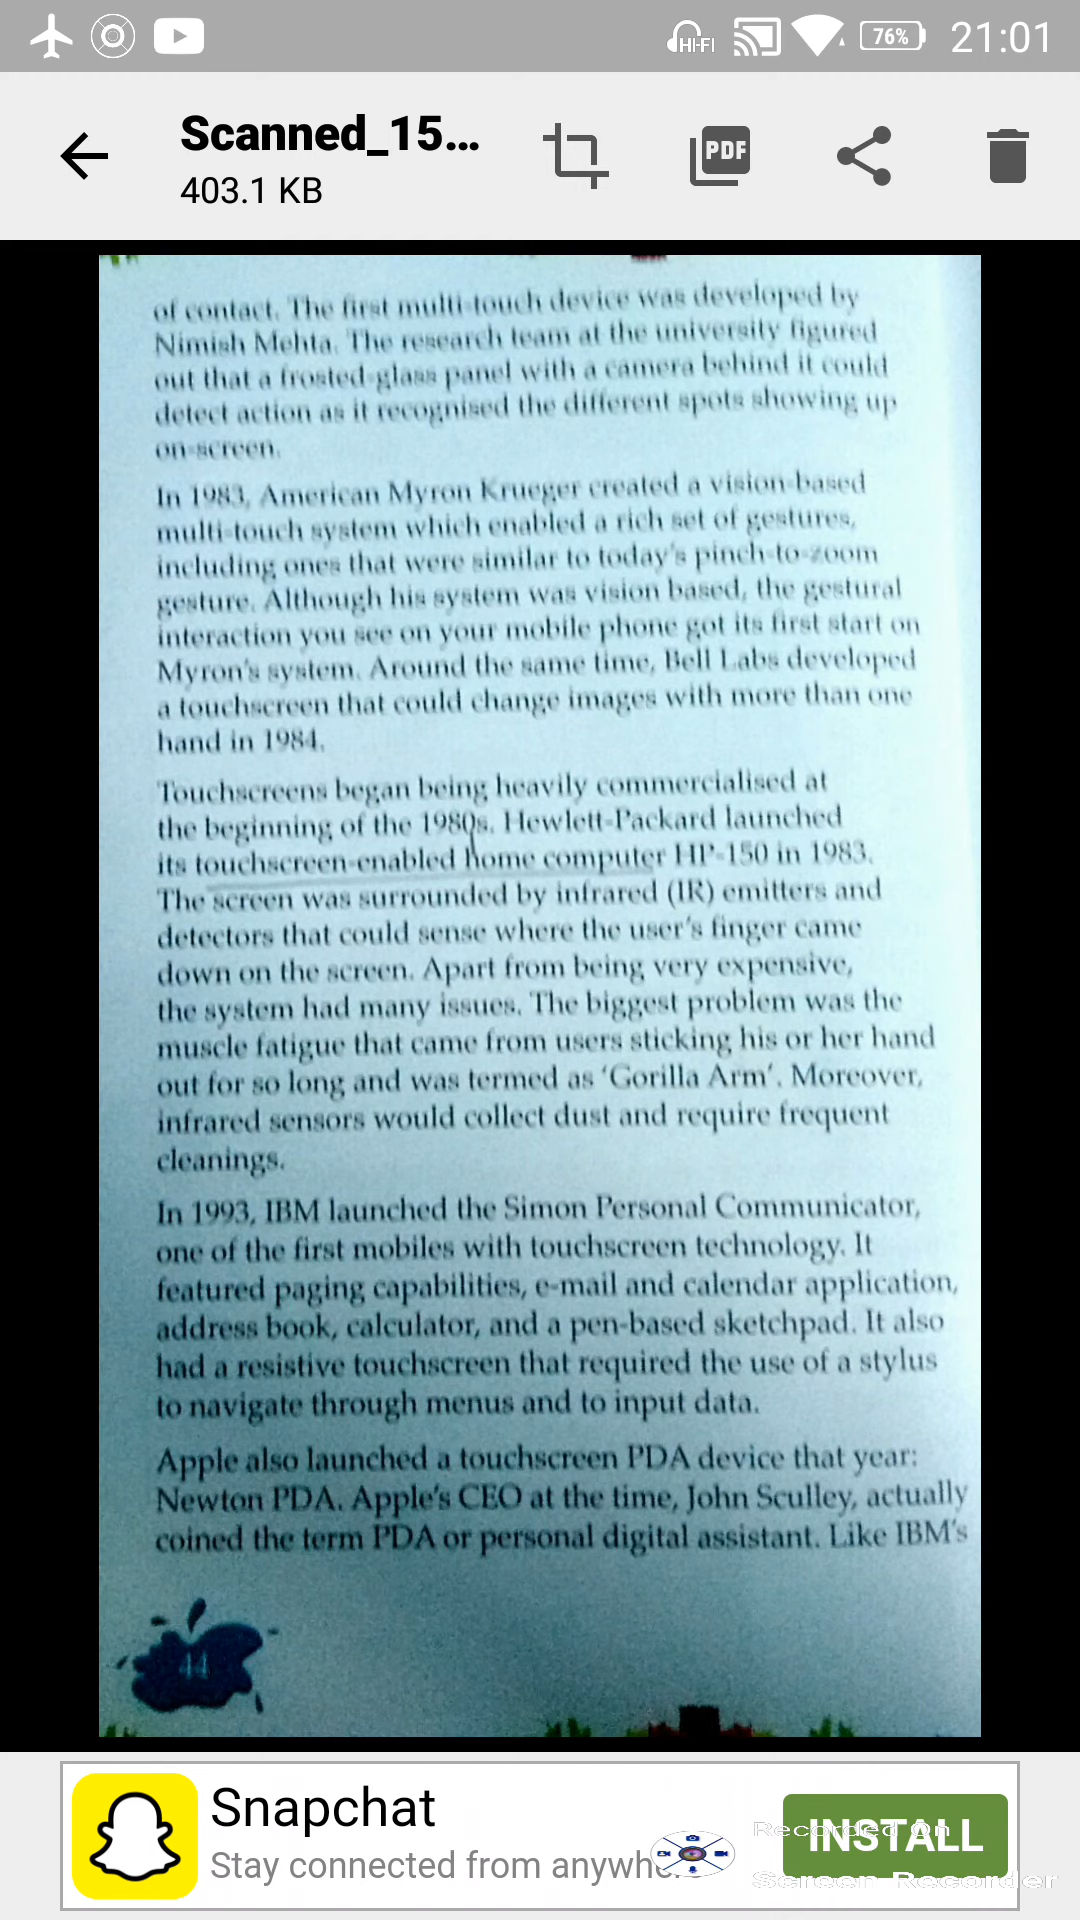 21:01
HI-FI
76%
Scanned_15...
403.1 KB
PDF
of contact. The first multi-touch device was developed by
Nimish Mehta. The research team at the university figured
out that a frosted-glass panel with a camera behind it could
detect action as it recognised the different spots showing up
on-screen.
In 1983, American Myron Krueger created a vision-based
multi-touch system which enabled a rich set of gestures,
including ones that were similar to today's pinch-to-zoom
gesture. Although his system was vision based, the gestural
interaction you see on your mobile phone got its first start on
Myron's system. Around the same time, Bell Labs developed
a touchscreen that could change images with more than one
hand in 1984.
Touchscreens began being heavily commercialised at
the beginning of the 1980s. Hewlett-Packard launched
its touchscreen-enabled home computer HP-150 in 1983.
The screen was surrounded by infrared (IR) emitters and
detectors that could sense where the user's finger came
down on the screen. Apart from being very expensive,
the system had many issues. The biggest problem was the
muscle fatigue that came from users sticking his or her hand
out for so long and was termed as 'Gorilla Arm'. Moreover,
infrared sensors would collect dust and require frequent
cleanings.
In 1993, IBM launched the Simon Personal Communicator,
one of the first mobiles with touchscreen technology. It
featured paging capabilities, e-mail and calendar application,
address book, calculator, and a pen-based sketchpad. It also
had a resistive touchscreen that required the use of a stylus
to navigate through menus and to input data.
Apple also launched a touchscreen PDA device that year:
Newton PDA. Apple's CEO at the time, John Sculley, actually
coined the term PDA or personal digital assistant. Like IBM's
44
Snapchat
Stay connected from
INSTALL
Recorded On
Screen Recorder